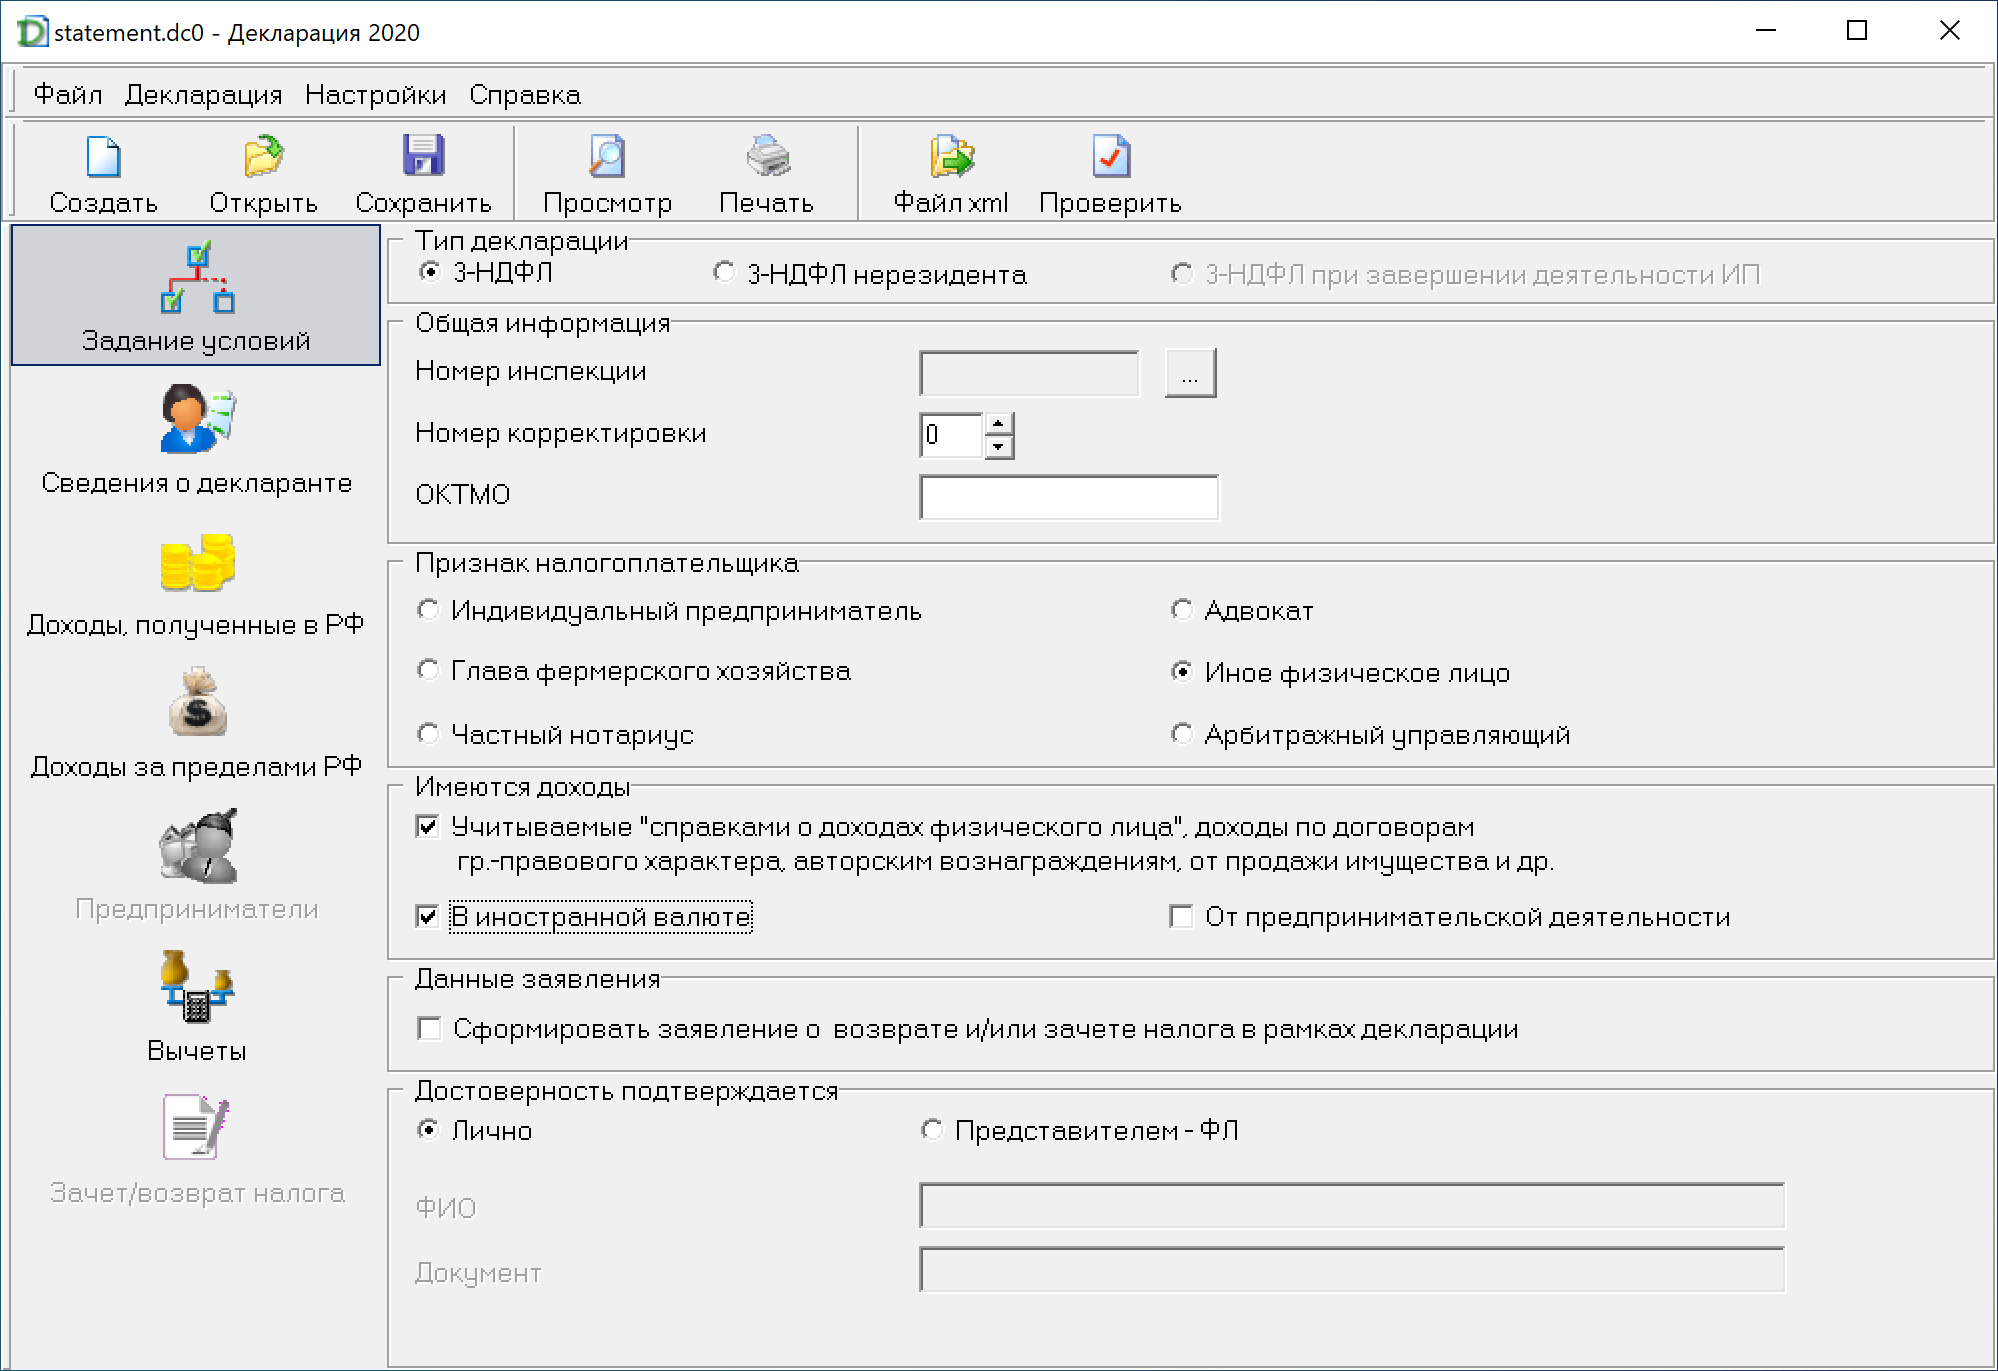 statement.dc0 - Декларация 2020
Файл Декларация Настройки Справка
Создать Открыть Сохранить Просмотр Печать Файл xml Проверить
Задание условий
Сведения о декларанте
Доходы, полученные в РФ
Доходы за пределами РФ
Предприниматели
Вычеты
Зачет/возврат налога
Тип декларации
3-НДФЛ 3-НДФЛ нерезидента 3-НДФЛ при завершении деятельности ИП
Общая информация
Номер инспекции ...
Номер корректировки 0
ОКТМО
Признак налогоплательщика
Индивидуальный предприниматель Адвокат
Глава фермерского хозяйства Иное физическое лицо
Частный нотариус Арбитражный управляющий
Имеются доходы
Учитываемые "справками о доходах физического лица", доходы по договорам
гр.-правового характера, авторским вознаграждениям, от продажи имущества и др.
В иностранной валюте От предпринимательской деятельности
Данные заявления
Сформировать заявление о  возврате и/или зачете налога в рамках декларации
Достоверность подтверждается
Лично Представителем - ФЛ
ФИО
Документ